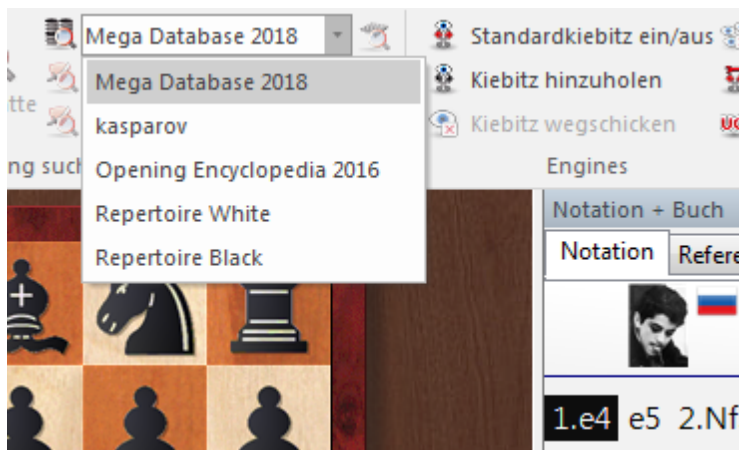 Mega Database 2018
Standardkiebitz ein/aus
Mega Database 2018
Kiebitz hinzuholen
kasparov
Kiebitz wegschicken
Opening Encyclopedia 2016
Engines
Repertoire White
Notation + Buch
Repertoire Black
Notation
1.e4 e5 2.Nf